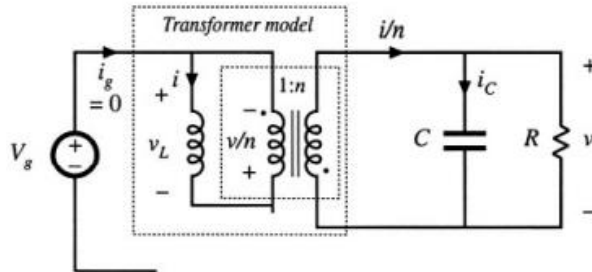 Transformer model
i_g
= 0
i
+
v_L
−
1:n
−
v/n
+
i/n
i_C
C
R
+
v
−
V_g
+
−